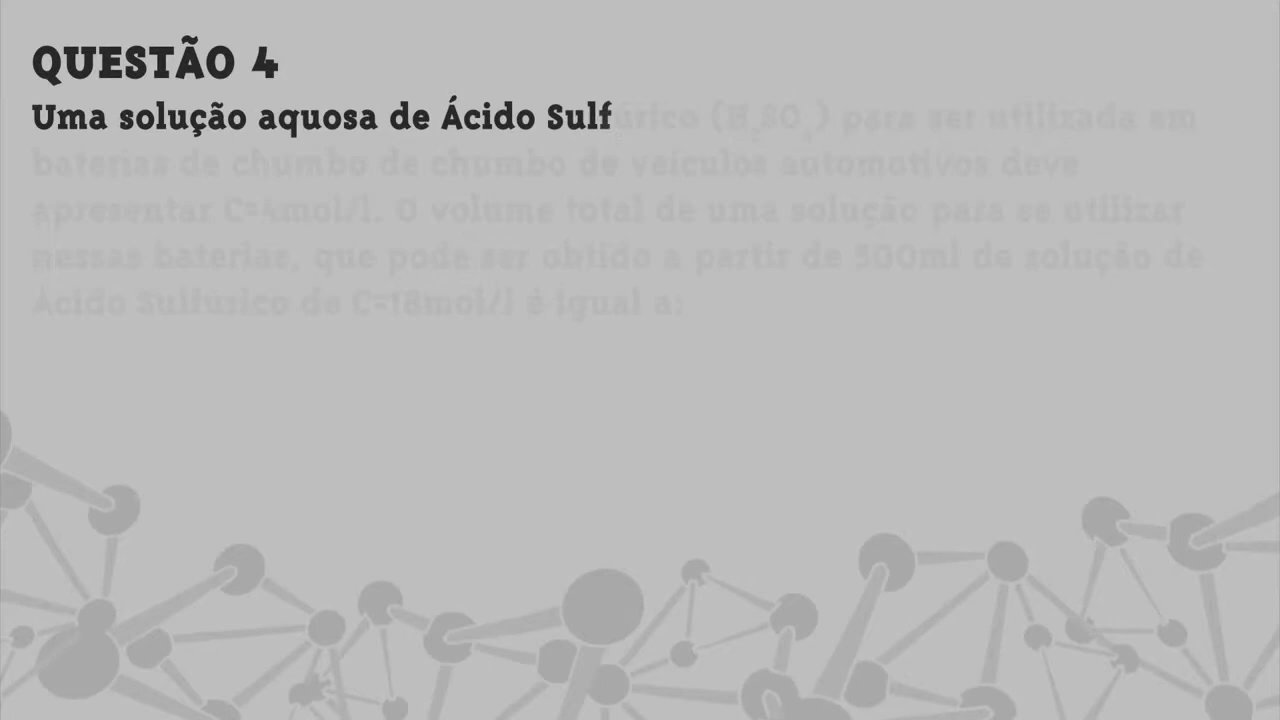 QUESTÃO 4
Uma solução aquosa de Ácido Sulfúrico (H₂SO₄) para ser utilizada em
baterias de chumbo de chumbo de veículos automotivos deve
apresentar C=4mol/l. O volume total de uma solução para se utilizar
nessas baterias, que pode ser obtido a partir de 500ml da solução de
Ácido Sulfúrico de C=18mol/l é igual a: